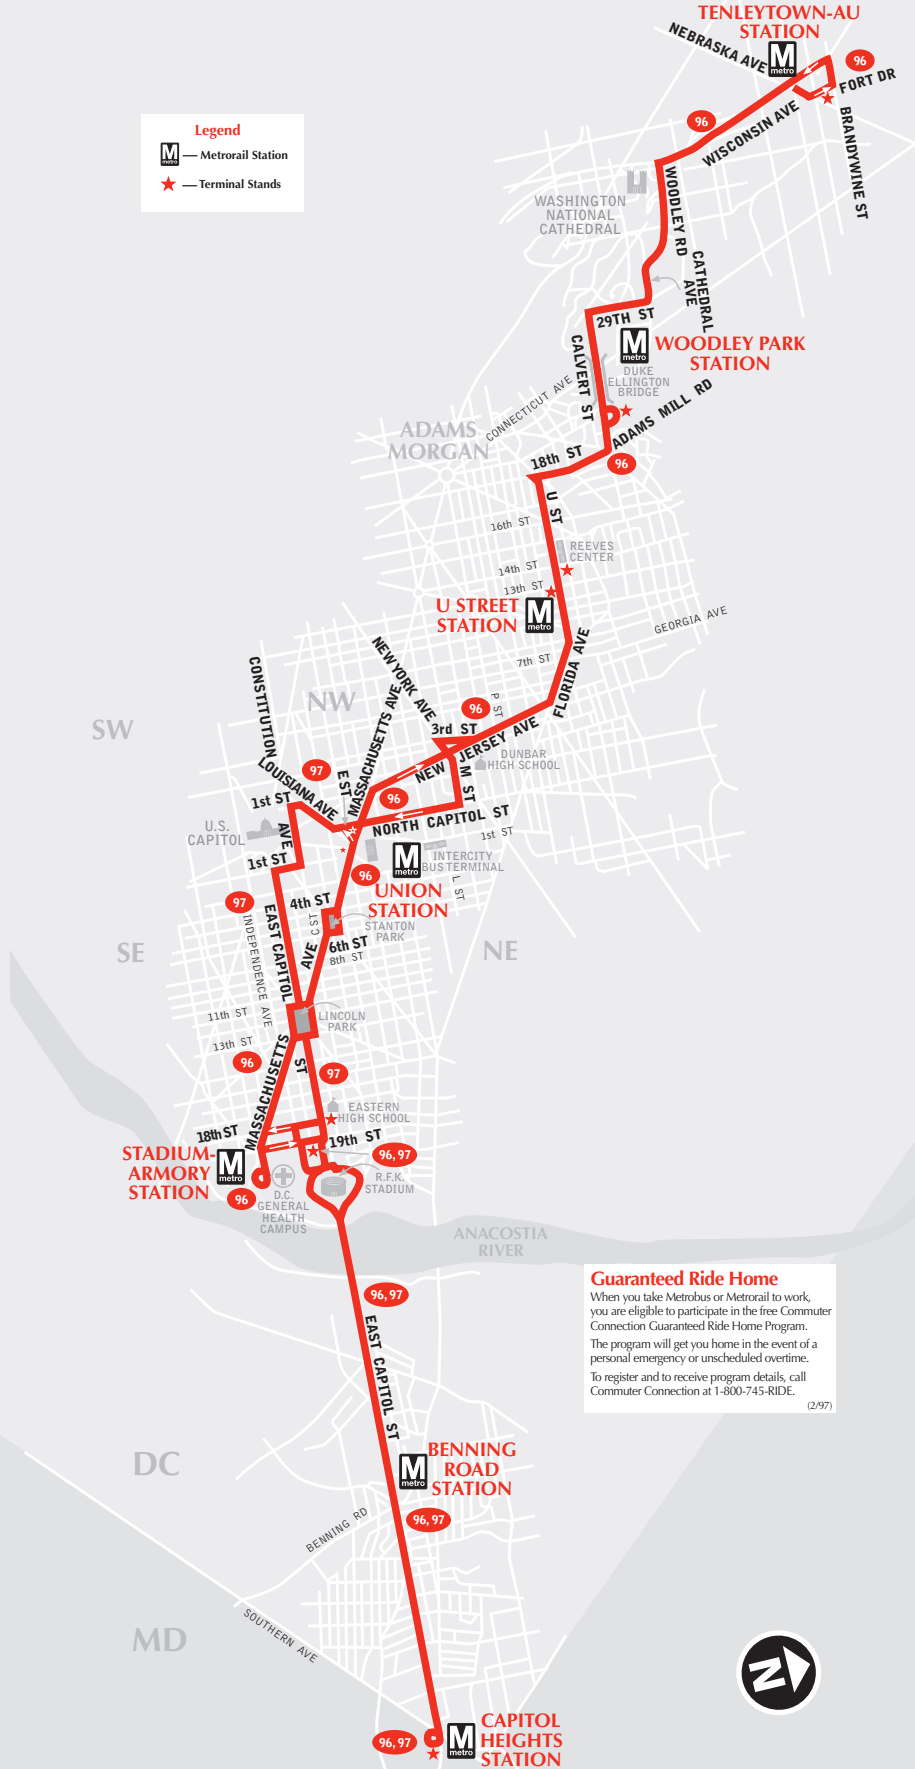 TENLEYTOWN-AU
STATION
NEBRASKA AVE
M
metro
96
FORT DR
96
WISCONSIN AVE
BRANDYWINE ST
Legend
M
metro
— Metrorail Station
— Terminal Stands
WASHINGTON
NATIONAL
CATHEDRAL
WOODLEY RD
CATHEDRAL
AVE
29TH ST
M
metro
WOODLEY PARK
STATION
CALVERT ST
DUKE
ELLINGTON
BRIDGE
CONNECTICUT AVE
ADAMS MILL RD
ADAMS
MORGAN
18th ST
96
U ST
16th ST
REEVES
CENTER
14th ST
13th ST
U STREET
STATION
M
metro
GEORGIA AVE
FLORIDA AVE
7th ST
NEW YORK AVE
CONSTITUTION
AVE
NW
SW
MASSACHUSETTS AVE
P ST
96
3rd ST
NEW JERSEY AVE
DUNBAR
HIGH SCHOOL
M ST
97
LOUISIANA AVE
E ST
1st ST
96
NORTH CAPITOL ST
1st ST
U.S.
CAPITOL
1st ST
INTERCITY
BUS TERMINAL
M
metro
96
UNION
STATION
L ST
97
4th ST
C ST
STANTON
PARK
EAST CAPITOL
ST
INDEPENDENCE AVE
6th ST
8th ST
SE
NE
MASSACHUSETTS
AVE
11th ST
LINCOLN
PARK
13th ST
96
97
EASTERN
HIGH SCHOOL
18th ST
19th ST
STADIUM-
ARMORY
STATION
M
metro
96,97
R.F.K.
STADIUM
96
D.C.
GENERAL
HEALTH
CAMPUS
ANACOSTIA
RIVER
96,97
EAST CAPITOL ST
Guaranteed Ride Home
When you take Metrobus or Metrorail to work,
you are eligible to participate in the free Commuter
Connection Guaranteed Ride Home Program.
The program will get you home in the event of a
personal emergency or unscheduled overtime.
To register and to receive program details, call
Commuter Connection at 1-800-745-RIDE.
(2/97)
DC
M
metro
BENNING
ROAD
STATION
96,97
BENNING RD
SOUTHERN AVE
MD
N
96,97
M
metro
CAPITOL
HEIGHTS
STATION